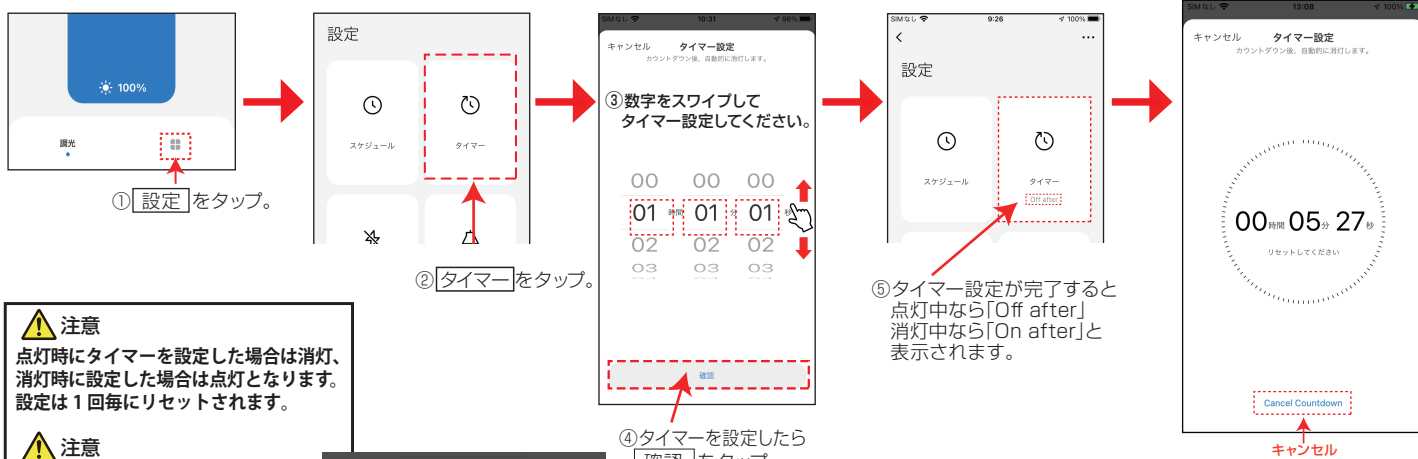 100%
調光
①設定をタップ。
設定
スケジュール
タイマー
②タイマーをタップ。
SIMなし 10:31 98%
キャンセル タイマー設定
カウントダウン後、自動的に消灯します。
③数字をスワイプして
タイマー設定してください。
00 00 00
01 時間 01 分 01 秒
02 02 02
03 03 03
確認
④タイマーを設定したら
確認をタップ
SIMなし 9:26 100%
設定
スケジュール
タイマー
Off after
⑤タイマー設定が完了すると
点灯中なら「Off after」
消灯中なら「On after」と
表示されます。
SIMなし 13:08 100%
キャンセル タイマー設定
カウントダウン後、自動的に消灯します。
00時間 05分 27秒
リセットしてください
Cancel Countdown
キャンセル
注意
点灯時にタイマーを設定した場合は消灯、
消灯時に設定した場合は点灯となります。
設定は1回毎にリセットされます。
注意